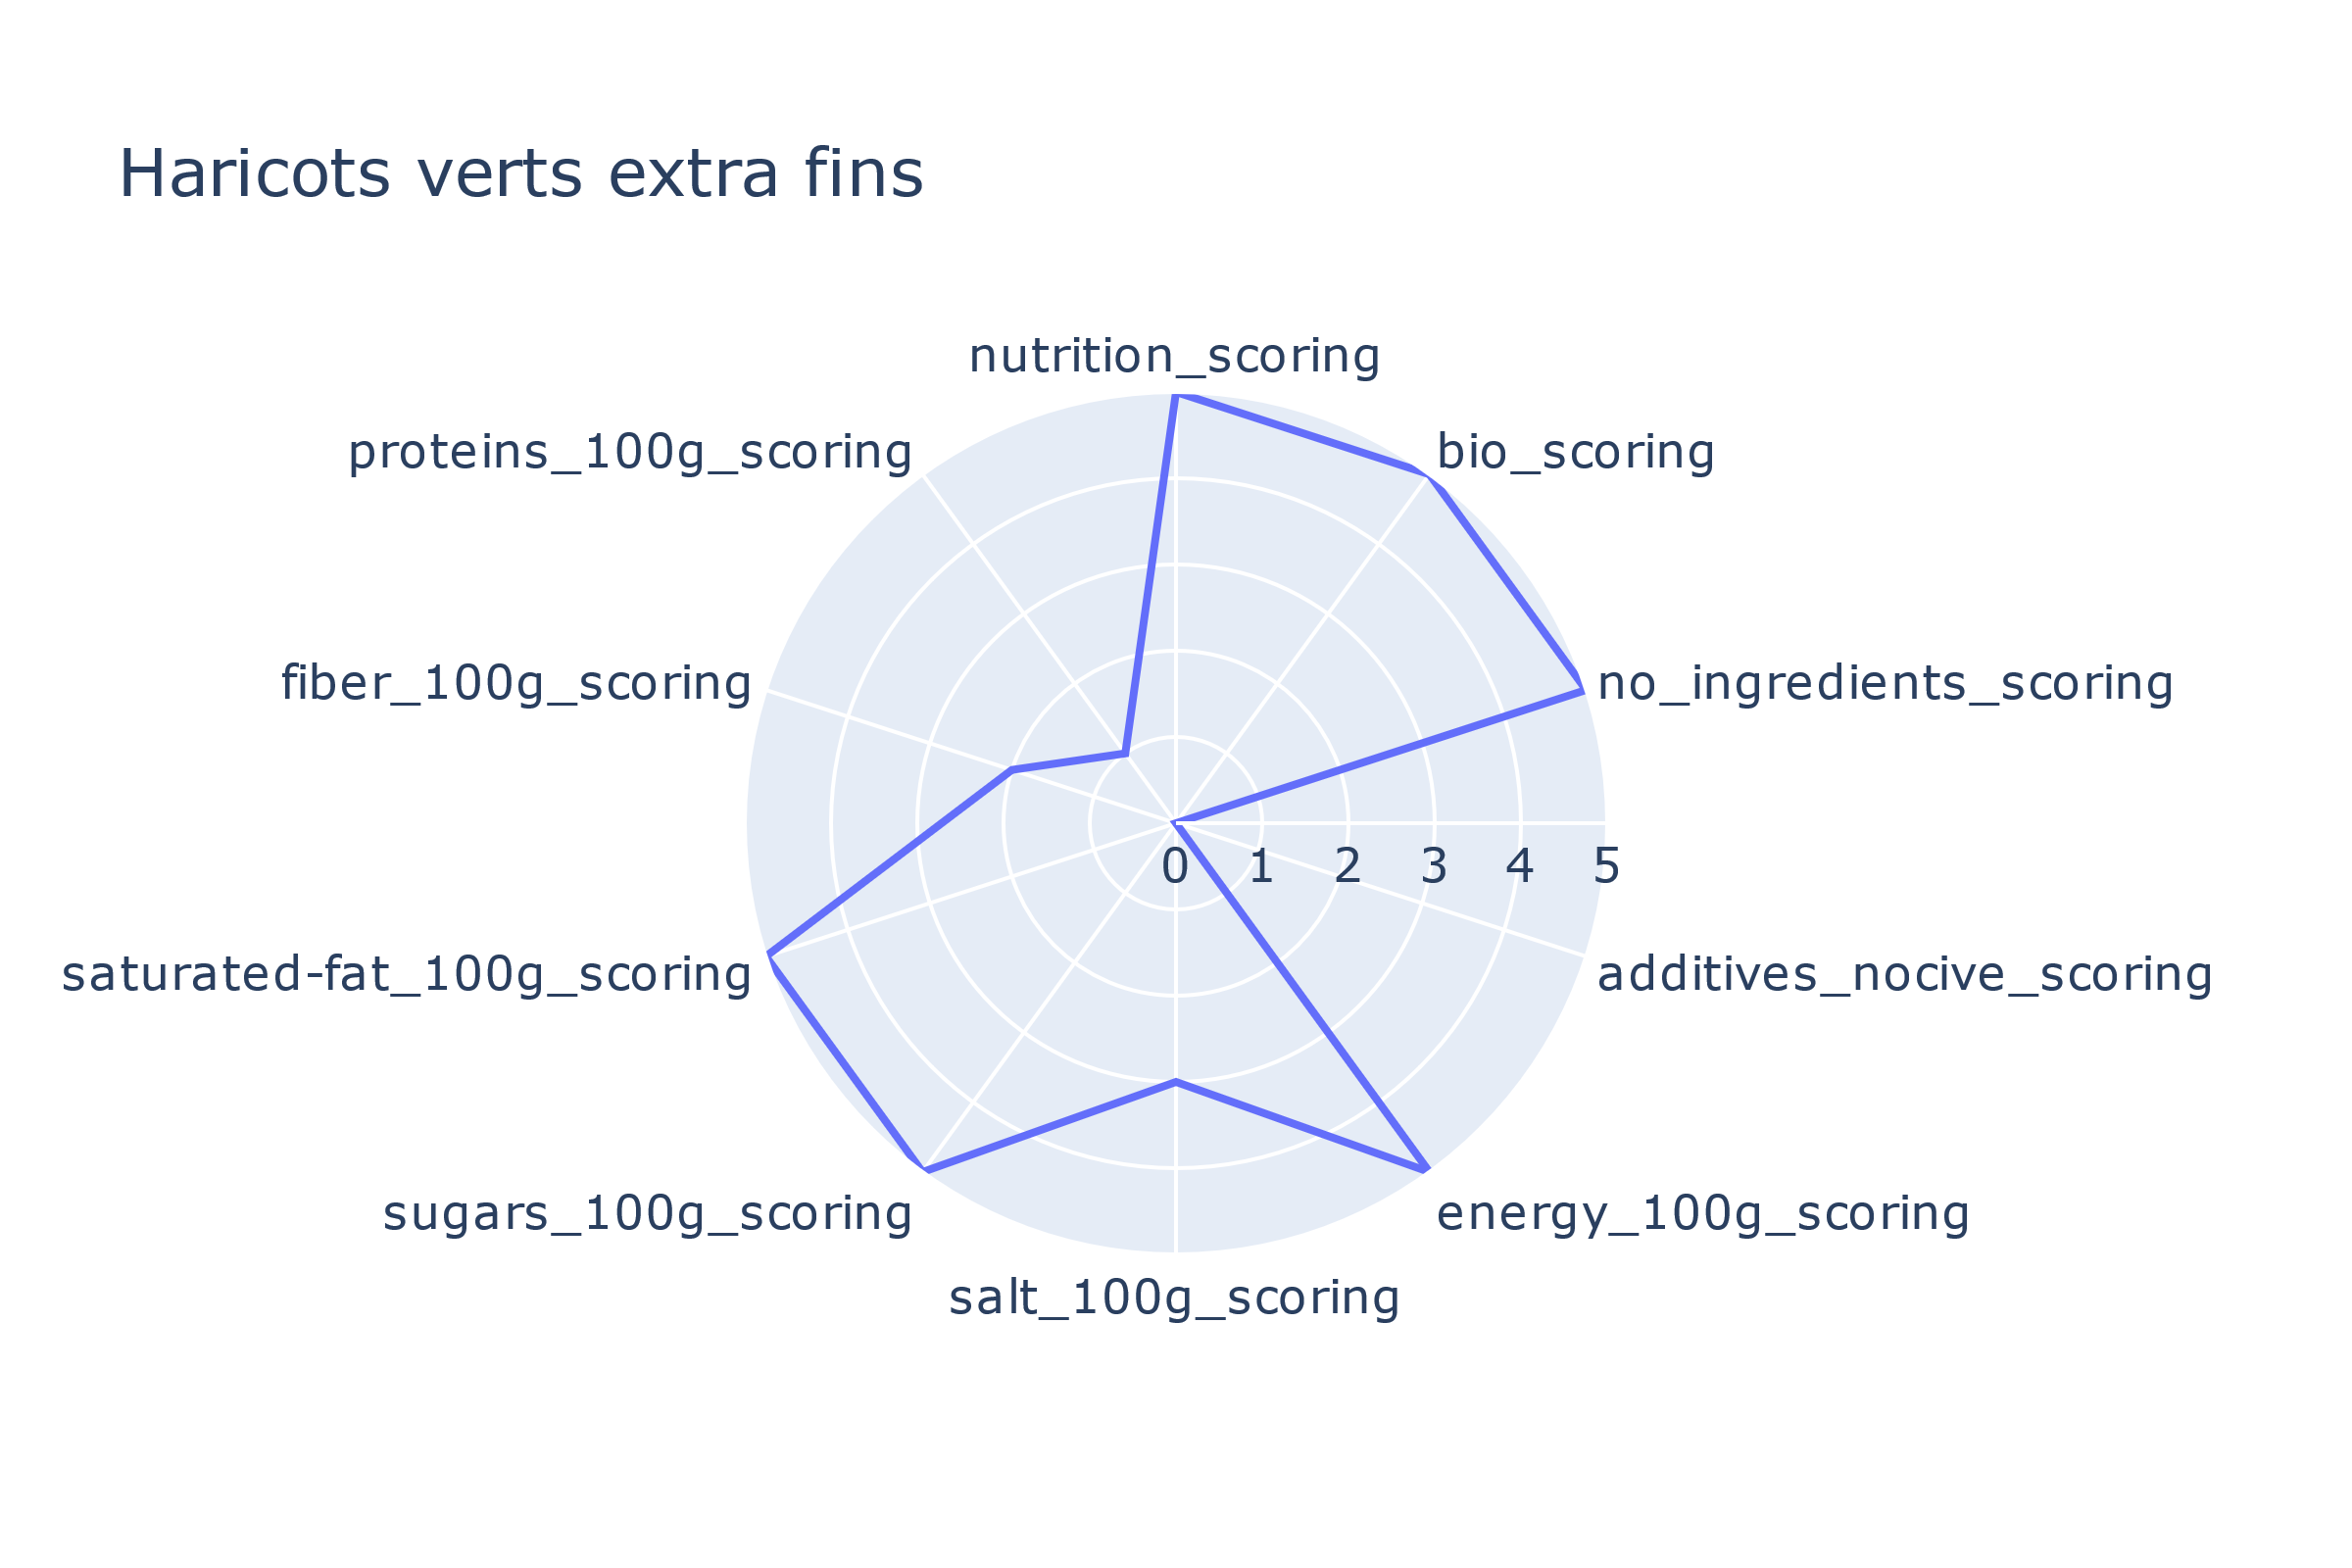 Haricots verts extra fins
nutrition_scoring
proteins_100g_scoring
bio_scoring
fiber_100g_scoring
no_ingredients_scoring
0 1 2 3 4 5
saturated-fat_100g_scoring
additives_nocive_scoring
sugars_100g_scoring
energy_100g_scoring
salt_100g_scoring